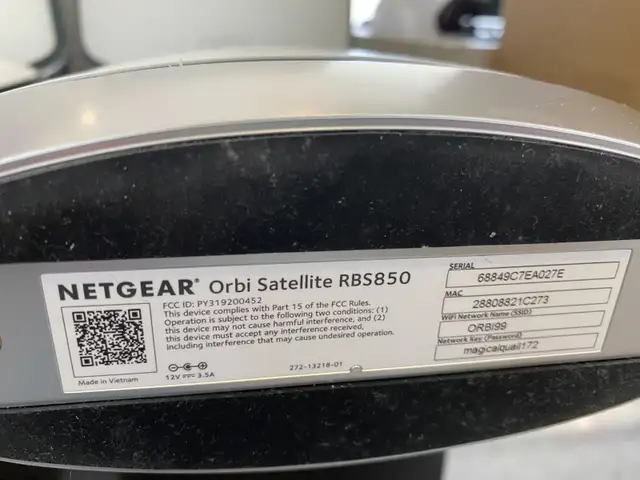 NETGEAR® Orbi Satellite RBS850
FCC ID: PY319200452
This device complies with Part 15 of the FCC Rules.
Operation is subject to the following two conditions: (1)
this device may not cause harmful interference, and (2)
this device must accept any interference received,
including interference that may cause undesired operation.
Made in Vietnam
12V 3.5A
272-13218-01
SERIAL
68849C7EA027E
MAC
28808821C273
WiFi Network Name (SSID)
ORBI99
Network Key (Password)
magicalquail172